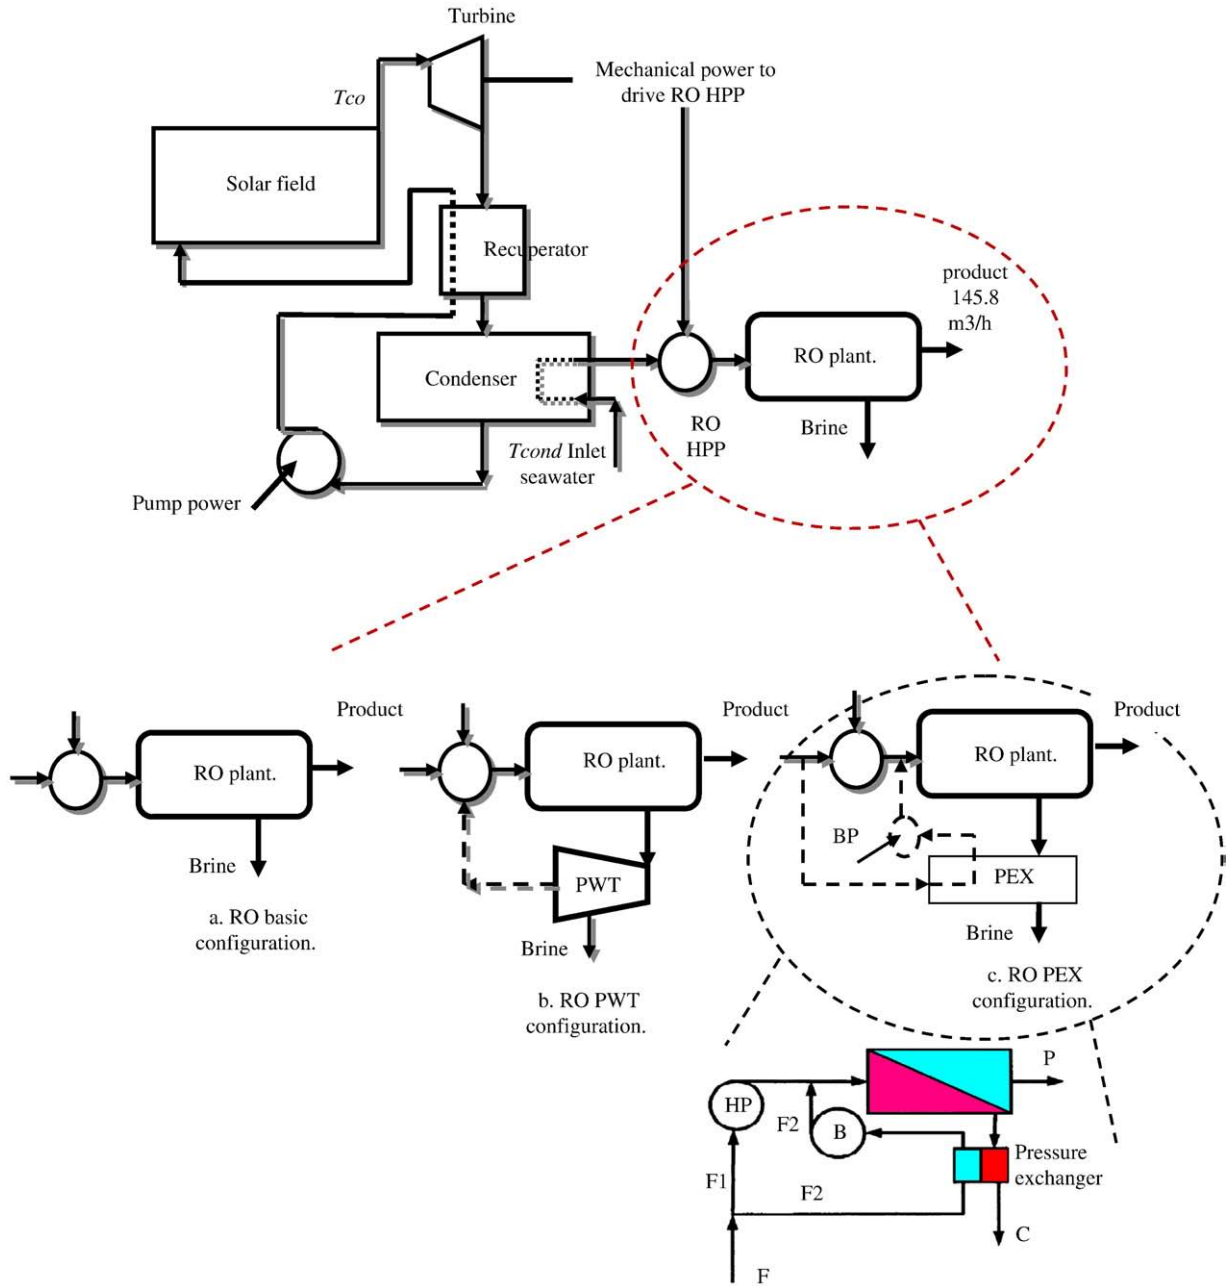 Turbine
Mechanical power to
drive RO HPP
Tco
Solar field
Recuperator
product
145.8
m3/h
RO plant.
Condenser
RO
HPP
Brine
Tcond Inlet
seawater
Pump power
Product
RO plant.
Brine
a. RO basic
configuration.
Product
RO plant.
PWT
Brine
b. RO PWT
configuration.
Product
RO plant.
BP
PEX
Brine
c. RO PEX
configuration.
P
HP
F2
B
Pressure
exchanger
F1
F2
C
F